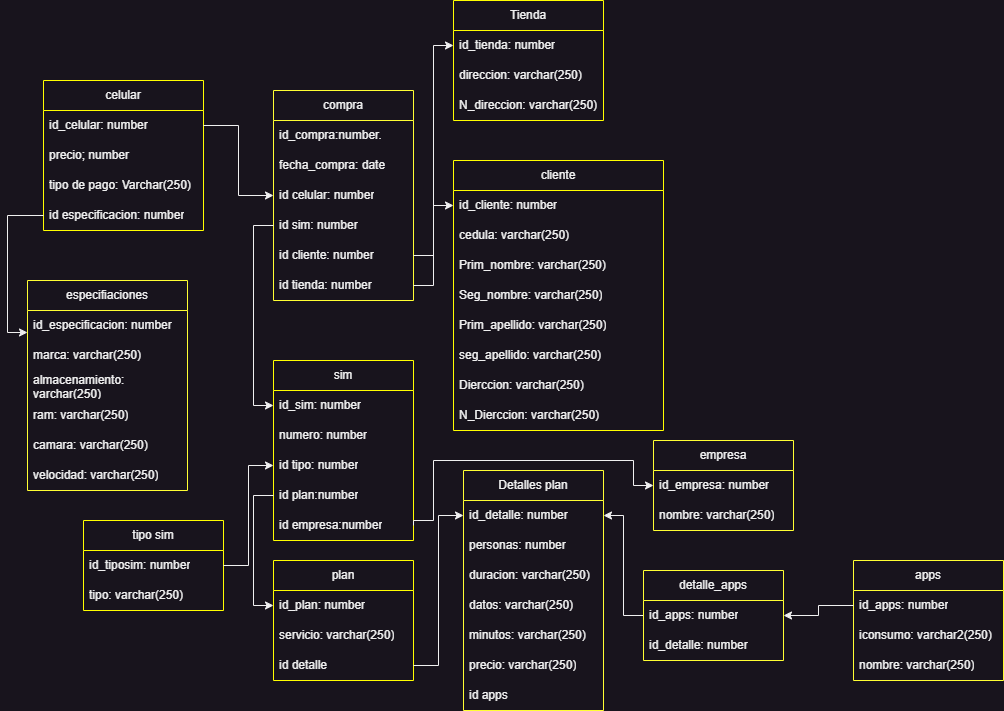 Tienda
id_tienda: number
direccion: varchar(250)
N_direccion: varchar(250)
celular
id_celular: number
precio; number
tipo de pago: Varchar(250)
id especificacion: number
compra
id_compra:number.
fecha_compra: date
id celular: number
id sim: number
id cliente: number
id tienda: number
cliente
id_cliente: number
cedula: varchar(250)
Prim_nombre: varchar(250)
Seg_nombre: varchar(250)
Prim_apellido: varchar(250)
seg_apellido: varchar(250)
Dierccion: varchar(250)
N_Dierccion: varchar(250)
especifiaciones
id_especificacion: number
marca: varchar(250)
almacenamiento:
varchar(250)
ram: varchar(250)
camara: varchar(250)
velocidad: varchar(250)
sim
id_sim: number
numero: number
id tipo: number
id plan:number
id empresa:number
empresa
id_empresa: number
nombre: varchar(250)
Detalles plan
id_detalle: number
personas: number
duracion: varchar(250)
datos: varchar(250)
minutos: varchar(250)
precio: varchar(250)
id apps
tipo sim
id_tiposim: number
tipo: varchar(250)
plan
id_plan: number
servicio: varchar(250)
id detalle
detalle_apps
id_apps: number
id_detalle: number
apps
id_apps: number
iconsumo: varchar2(250)
nombre: varchar(250)